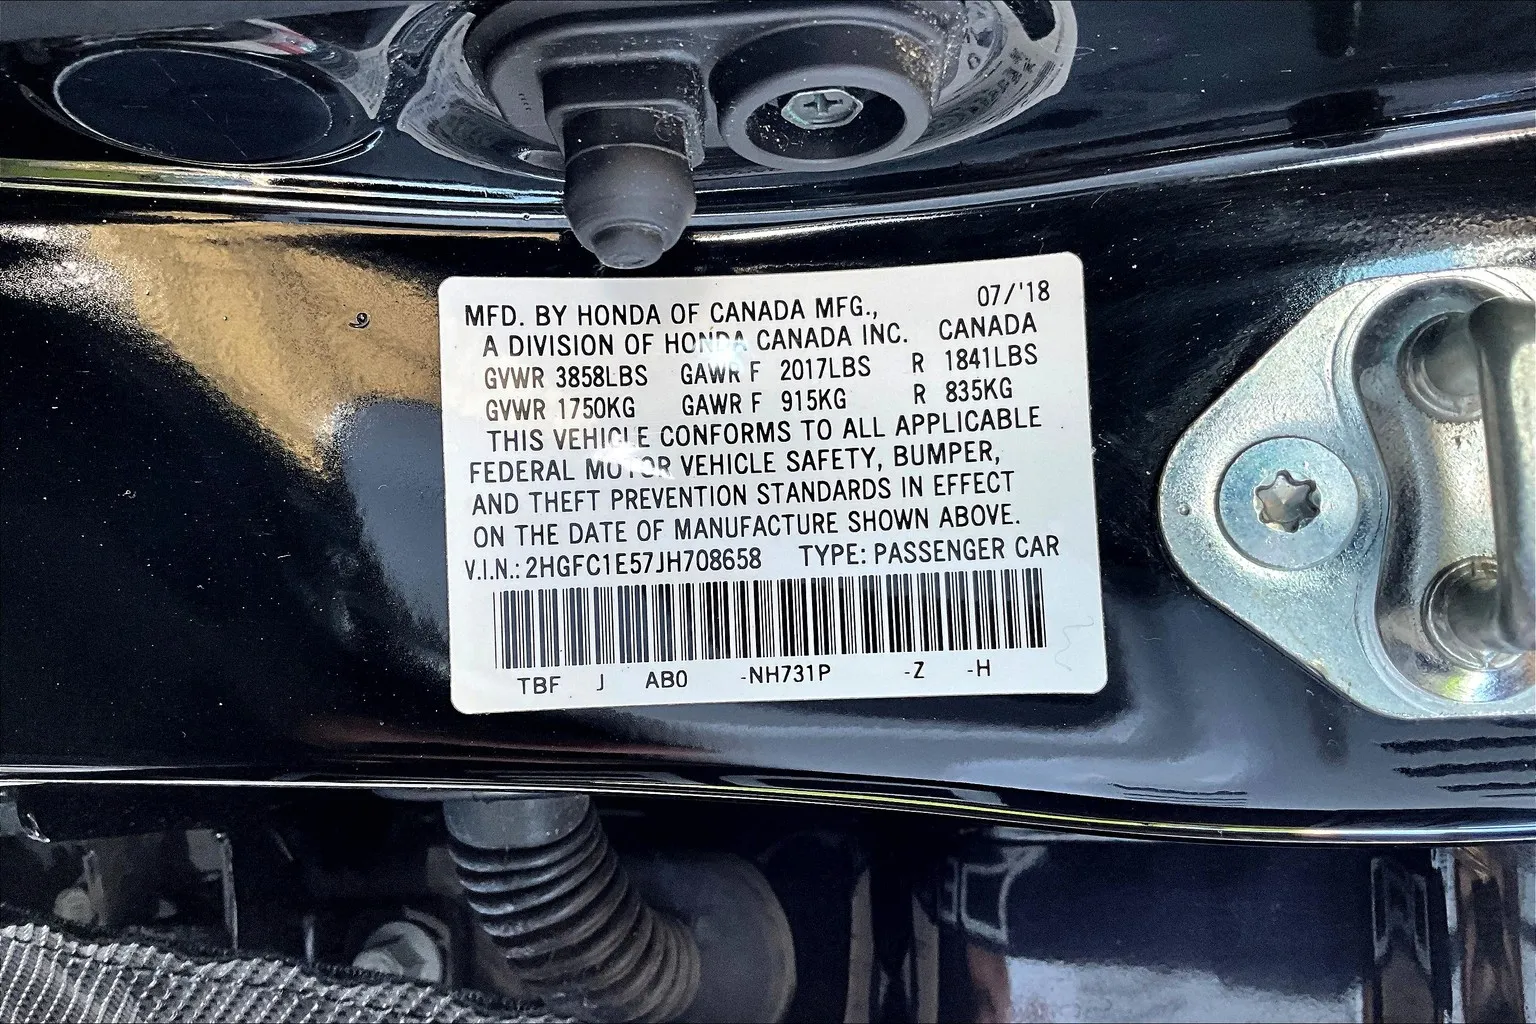 MFD. BY HONDA OF CANADA MFG., 07/'18
A DIVISION OF HONDA CANADA INC. CANADA
GVWR 3858LBS GAWR F 2017LBS R 1841LBS
GVWR 1750KG GAWR F 915KG R 835KG
THIS VEHICLE CONFORMS TO ALL APPLICABLE
FEDERAL MOTOR VEHICLE SAFETY, BUMPER,
AND THEFT PREVENTION STANDARDS IN EFFECT
ON THE DATE OF MANUFACTURE SHOWN ABOVE.
V.I.N.: 2HGFC1E57JH708658 TYPE: PASSENGER CAR
TBF J AB0 -NH731P -Z -H